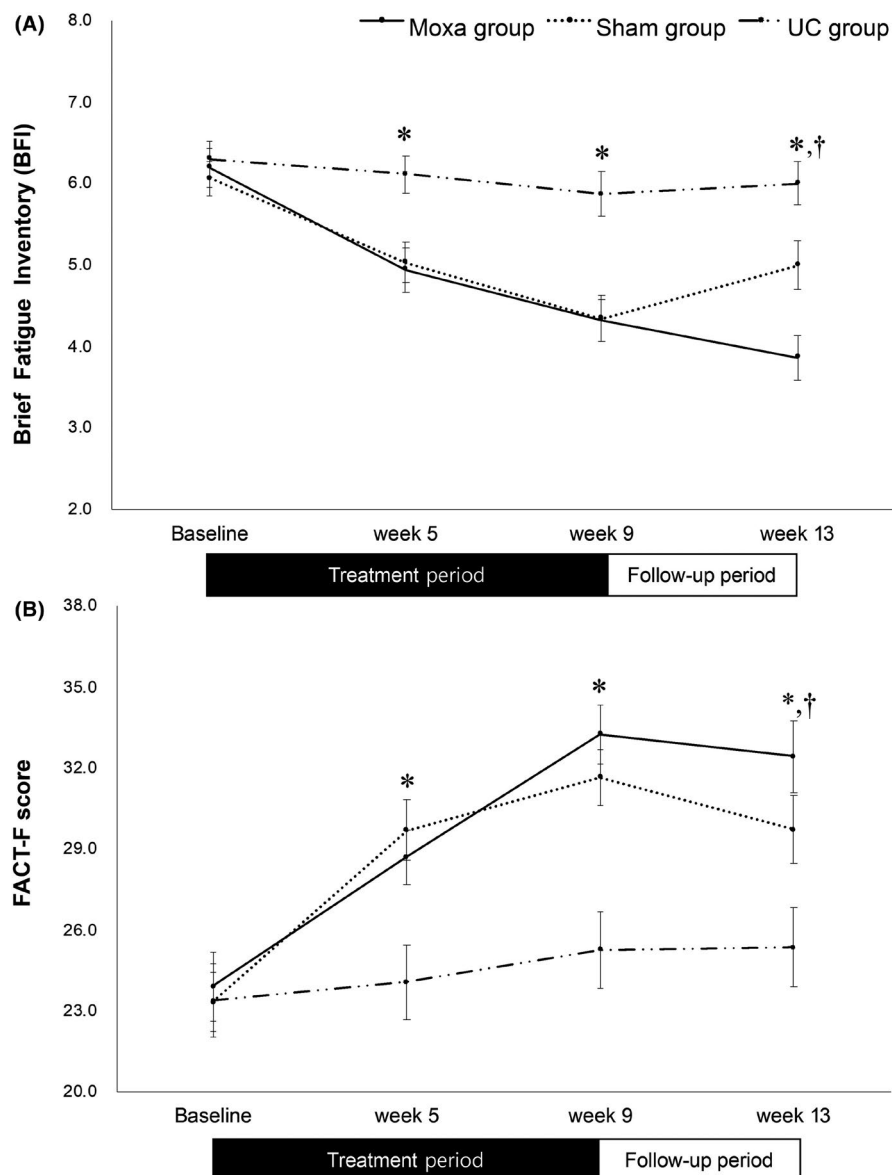 (A)
Moxa group Sham group UC group
Brief Fatigue Inventory (BFI)
8.0
7.0
6.0
5.0
4.0
3.0
2.0
* * *,†
Baseline week 5 week 9 week 13
Treatment period Follow-up period
(B)
FACT-F score
38.0
35.0
32.0
29.0
26.0
23.0
20.0
* * *,†
Baseline week 5 week 9 week 13
Treatment period Follow-up period